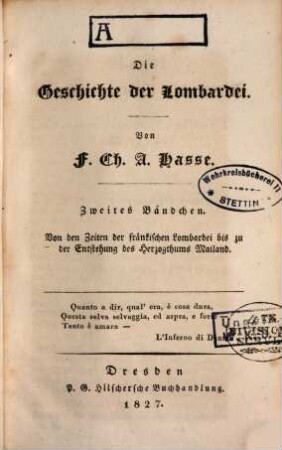 A
Die
Geschichte der Lombardei.
Von
F. Ch. A. Hasse.
Wehrkreisbücherei II
STETTIN
Zweites Bändchen.
Von den Zeiten der fränkischen Lombardei bis zu
der Entstehung des Herzogthums Mailand.
Quanto a dir, qual' era, è cosa dura,
Questa selva selvaggia, ed aspra, e forte
Tanto è amara —
L'Inferno di
Dresden
P. G. Hilschersche Buchhandlung.
1827.